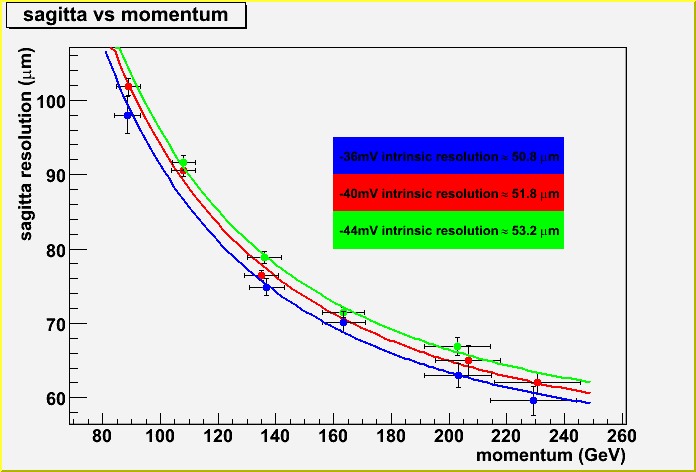 sagitta vs momentum
sagitta resolution (μm)
100
90
80
70
60
-36mV intrinsic resolution ≈ 50.8 μm
-40mV intrinsic resolution ≈ 51.8 μm
-44mV intrinsic resolution ≈ 53.2 μm
80 100 120 140 160 180 200 220 240 260
momentum (GeV)